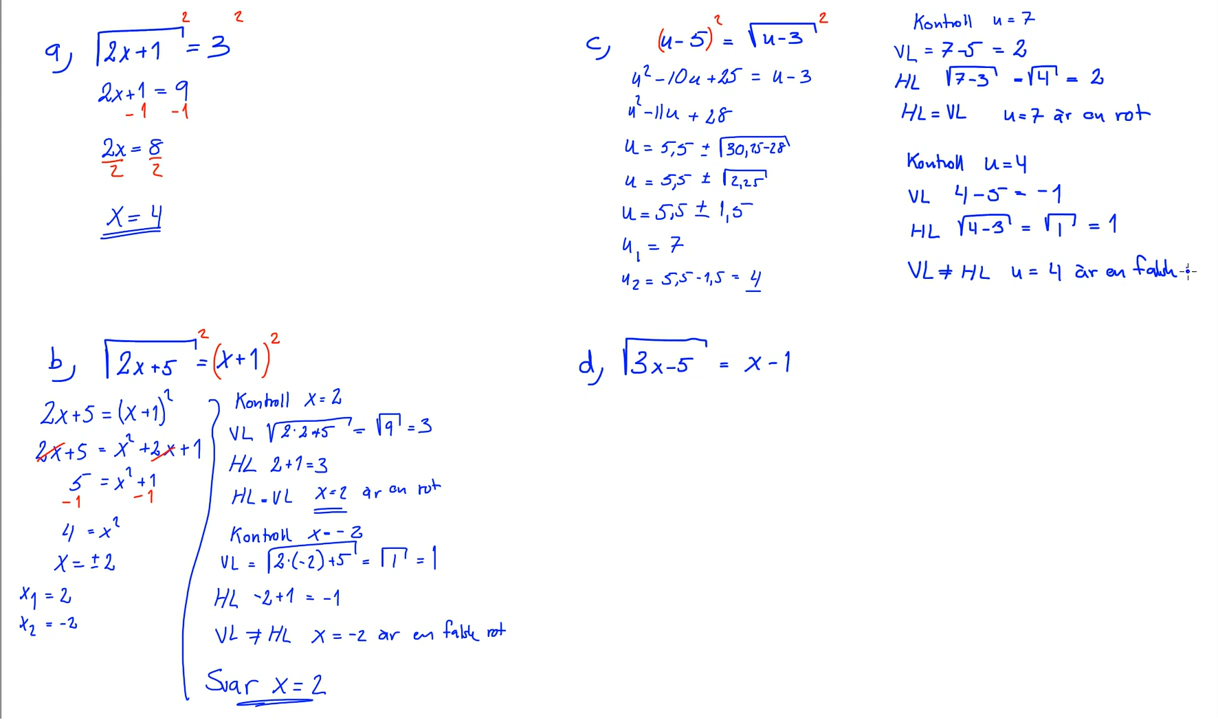 a) √(2x+1)² = 3²
2x+1 = 9
-1 -1
2x/2 = 8/2
x = 4
b) √(2x+5)² = (x+1)²
2x+5 = (x+1)²
2x+5 = x²+2x+1
5 = x²+1
-1 -1
4 = x²
x = ±2
x₁ = 2
x₂ = -2
Kontroll x=2
VL √(2·2+5) = √9 = 3
HL 2+1=3
HL=VL x=2 är en rot
Kontroll x=-2
VL = √(2·(-2)+5) = √1 = 1
HL -2+1 = -1
VL ≠ HL x=-2 är en falsk rot
Svar x=2
c) (u-5)² = √(u-3)²
u²-10u+25 = u-3
u²-11u+28
u = 5,5 ± √(30,25-28)
u = 5,5 ± √2,25
u = 5,5 ± 1,5
u₁ = 7
u₂ = 5,5-1,5 = 4
Kontroll u=7
VL = 7-5 = 2
HL √(7-3) = √4 = 2
HL = VL u=7 är en rot
Kontroll u=4
VL 4-5 = -1
HL √(4-3) = √1 = 1
VL ≠ HL u=4 är en falsk
d) √(3x-5) = x-1